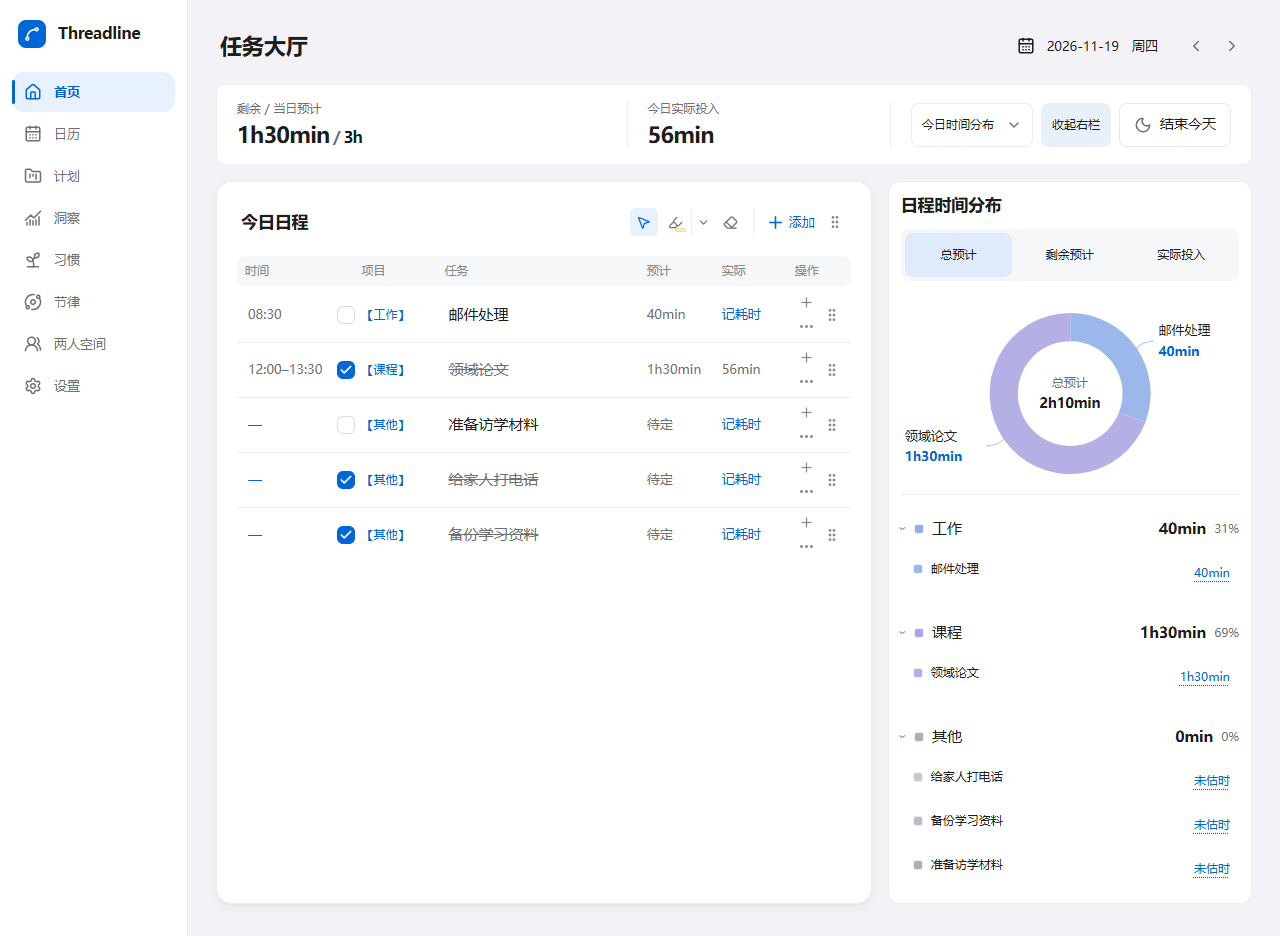 Threadline
首页
日历
计划
洞察
习惯
节律
两人空间
设置
任务大厅
2026-11-19 周四
剩余 / 当日预计
1h30min / 3h
今日实际投入
56min
今日时间分布
收起右栏
结束今天
今日日程
添加
时间 项目 任务 预计 实际 操作
08:30 【工作】 邮件处理 40min 记耗时
12:00–13:30 【课程】 领域论文 1h30min 56min
— 【其他】 准备访学材料 待定 记耗时
— 【其他】 给家人打电话 待定 记耗时
— 【其他】 备份学习资料 待定 记耗时
日程时间分布
总预计 剩余预计 实际投入
邮件处理
40min
总预计
2h10min
领域论文
1h30min
工作 40min 31%
邮件处理 40min
课程 1h30min 69%
领域论文 1h30min
其他 0min 0%
给家人打电话 未估时
备份学习资料 未估时
准备访学材料 未估时